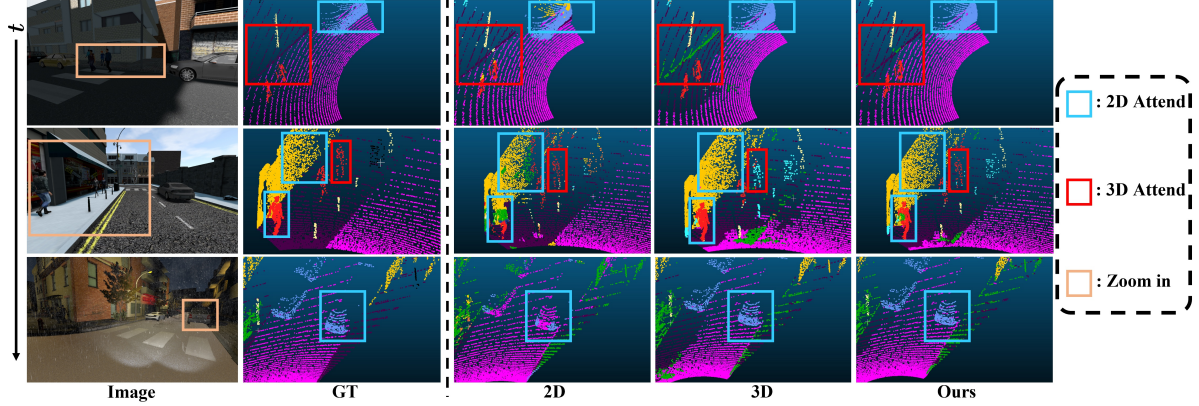 t
: 2D Attend
: 3D Attend
: Zoom in
Image
GT
2D
3D
Ours